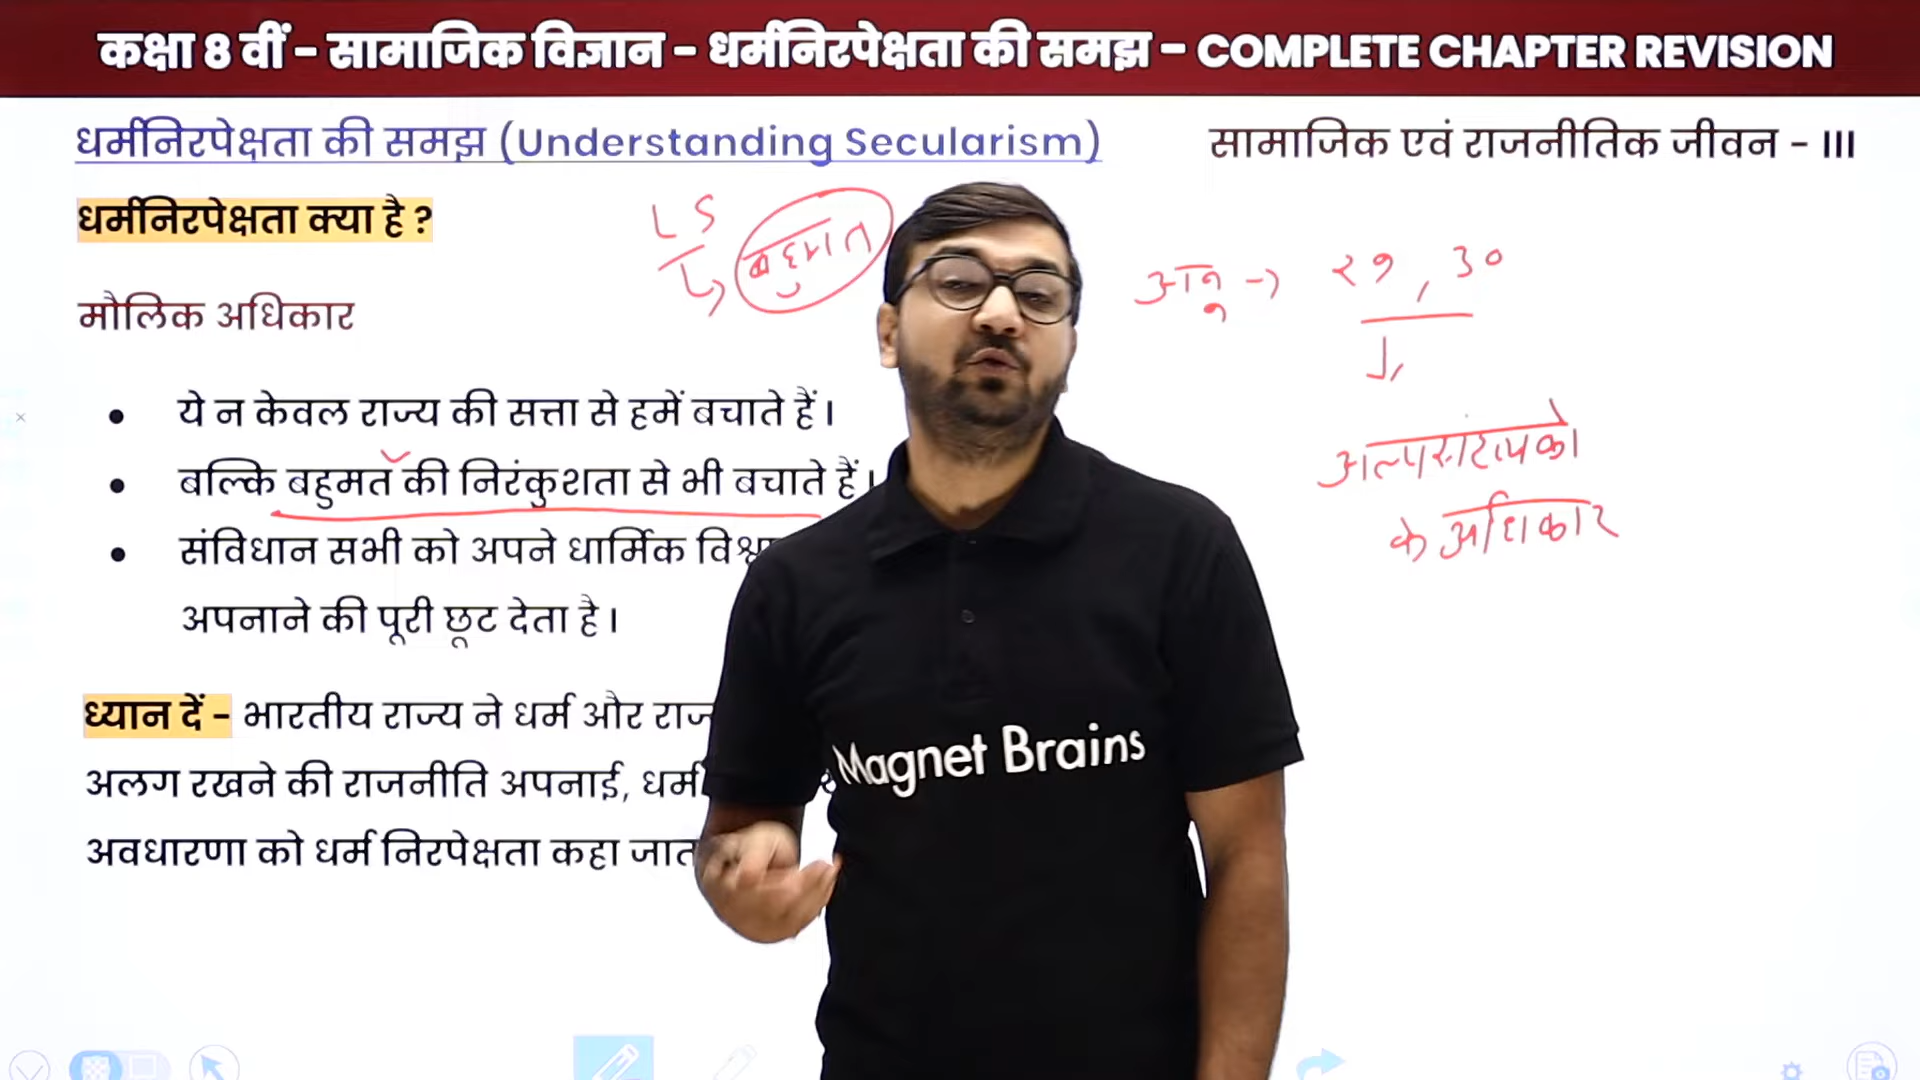 कक्षा 8 वीं - सामाजिक विज्ञान - धर्मनिरपेक्षता की समझ – COMPLETE CHAPTER REVISION
धर्मनिरपेक्षता की समझ (Understanding Secularism)
सामाजिक एवं राजनीतिक जीवन - III
धर्मनिरपेक्षता क्या है ?
LS
बहुमत
अनु → २९, 30
मौलिक अधिकार
ये न केवल राज्य की सत्ता से हमें बचाते हैं।
बल्कि बहुमत की निरंकुशता से भी बचाते हैं।
अल्पसंख्यको
के अधिकार
संविधान सभी को अपने धार्मिक
अपनाने की पूरी छूट देता है।
ध्यान दें - भारतीय राज्य ने धर्म और
अलग रखने की राजनीति अपनाई, धर्म
अवधारणा को धर्म निरपेक्षता कहा
Magnet Brains